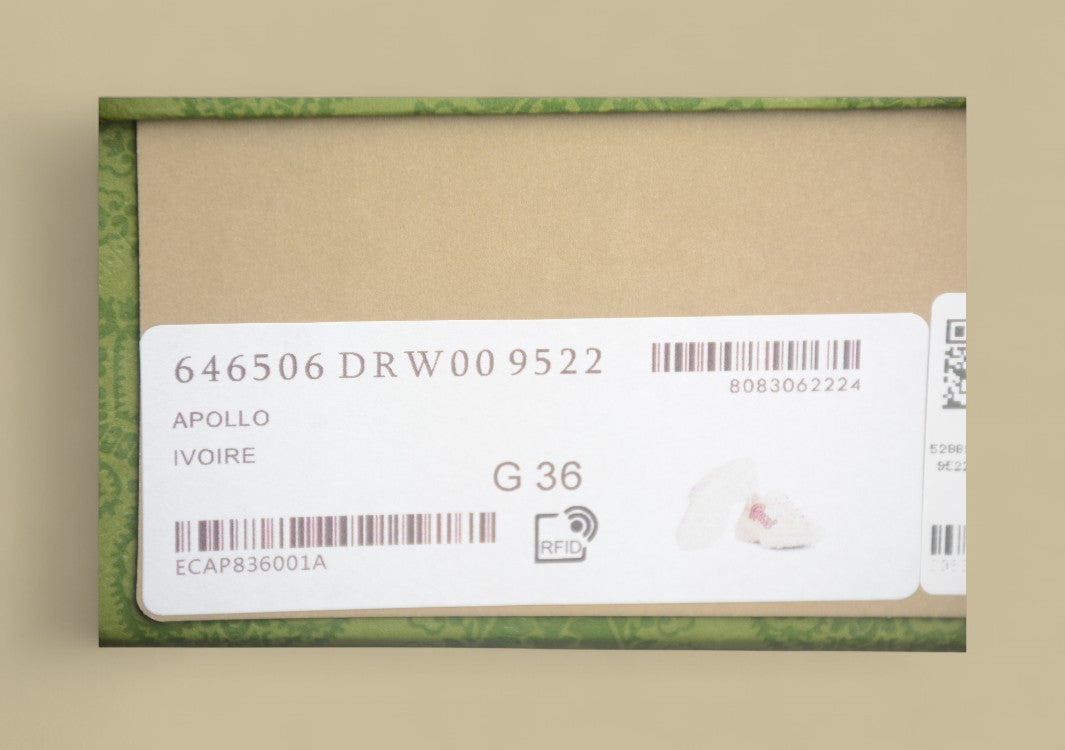 646506 DRW00 9522
8083062224
APOLLO
IVOIRE
G 36
RFID
ECAP836001A